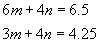 6m + 4n = 6.5
3m + 4n = 4.25